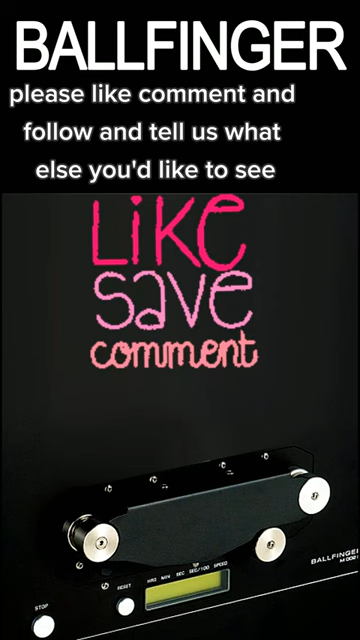 BALLFINGER
please like comment and
follow and tell us what
else you'd like to see
Like
save
comment
HRS MIN SEC SEC/100 SPEED
RESET
STOP
BALLFINGER